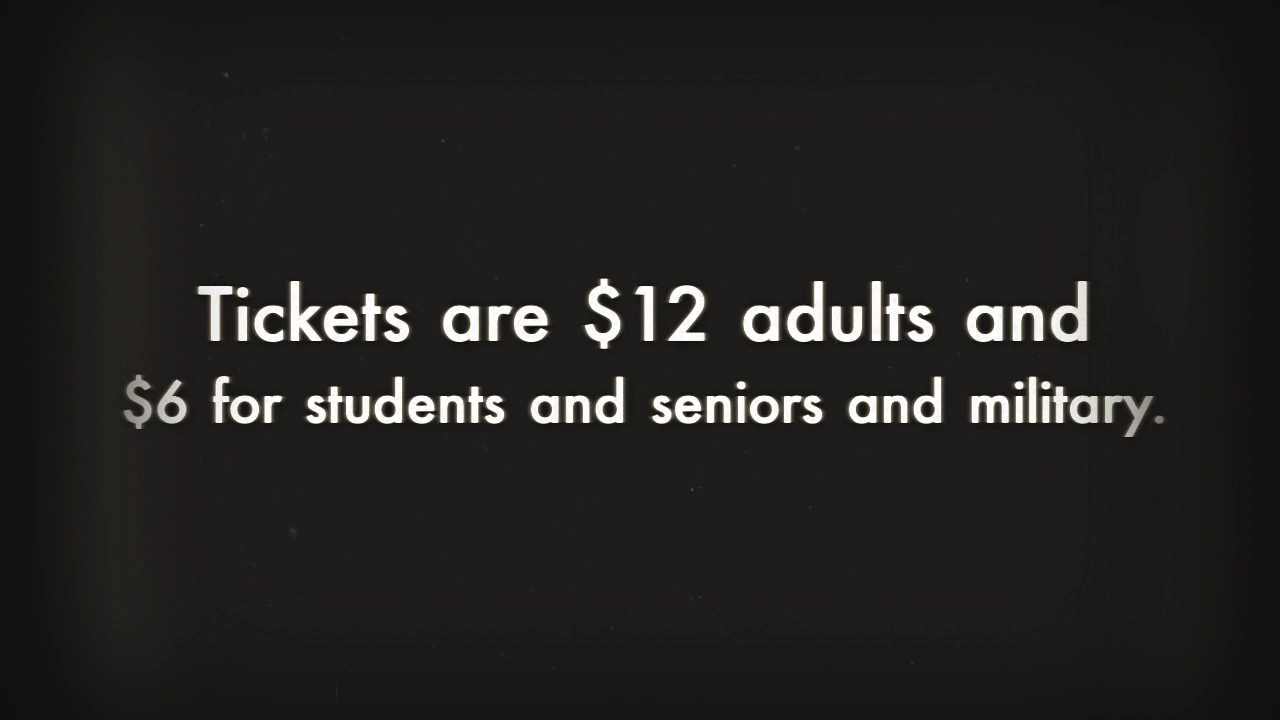 Tickets are $12 adults and
$6 for students and seniors and military.